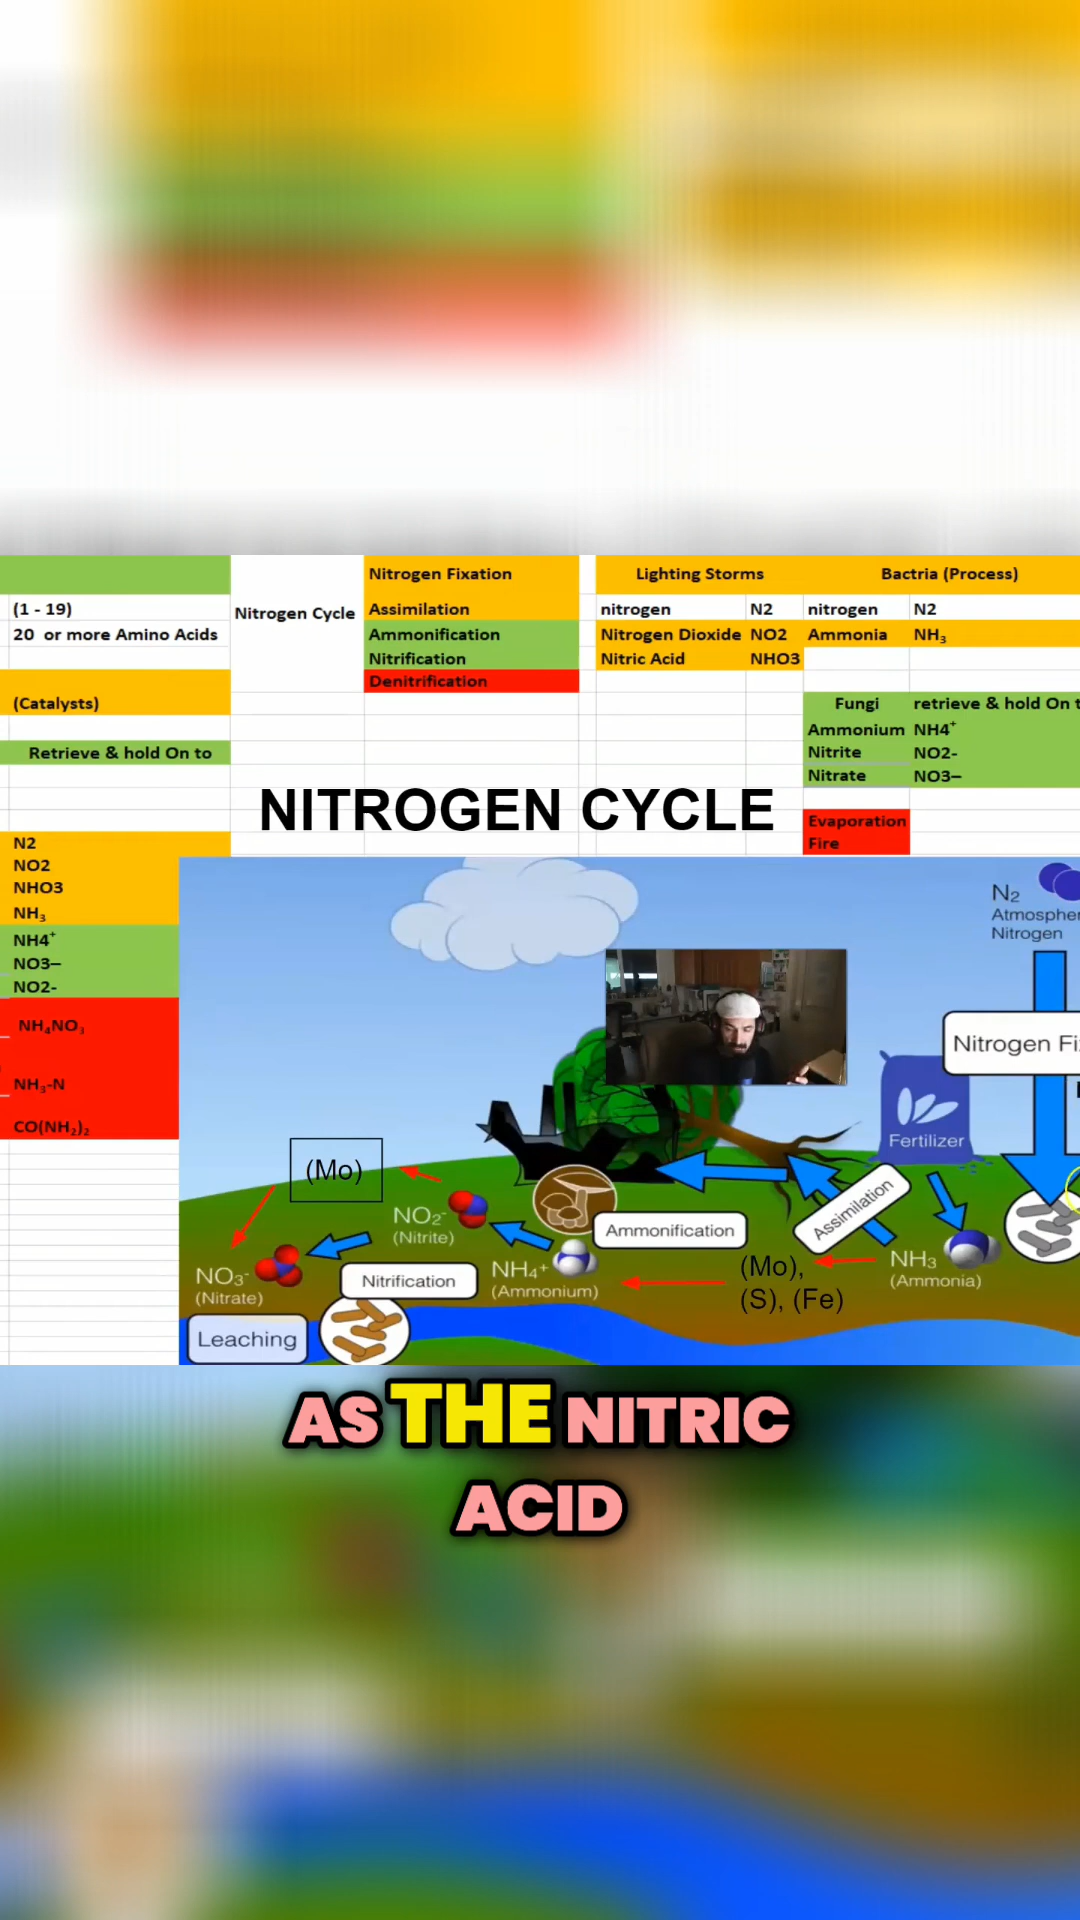 Nitrogen Fixation
Lighting Storms
Bactria (Process)
(1 - 19)
Nitrogen Cycle
Assimilation
nitrogen N2 nitrogen N2
20 or more Amino Acids
Ammonification
Nitrogen Dioxide NO2 Ammonia NH₃
Nitrification
Nitric Acid NHO3
Denitrification
(Catalysts)
Fungi retrieve & hold On t
Ammonium NH4⁺
Retrieve & hold On to
Nitrite NO2-
Nitrate NO3–
NITROGEN CYCLE
Evaporation
Fire
N2
NO2
NHO3
NH₃
NH4⁺
NO3–
NO2-
NH₄NO₃
NH₃-N
CO(NH₂)₂
N₂
Atmosphe
Nitrogen
Nitrogen Fi
Fertilizer
(Mo)
Assimilation
NO₂⁻
(Nitrite)
Ammonification
NH₃
(Ammonia)
(Mo),
(S), (Fe)
NH₄⁺
(Ammonium)
NO₃⁻
(Nitrate)
Nitrification
Leaching
AS THE NITRIC
ACID